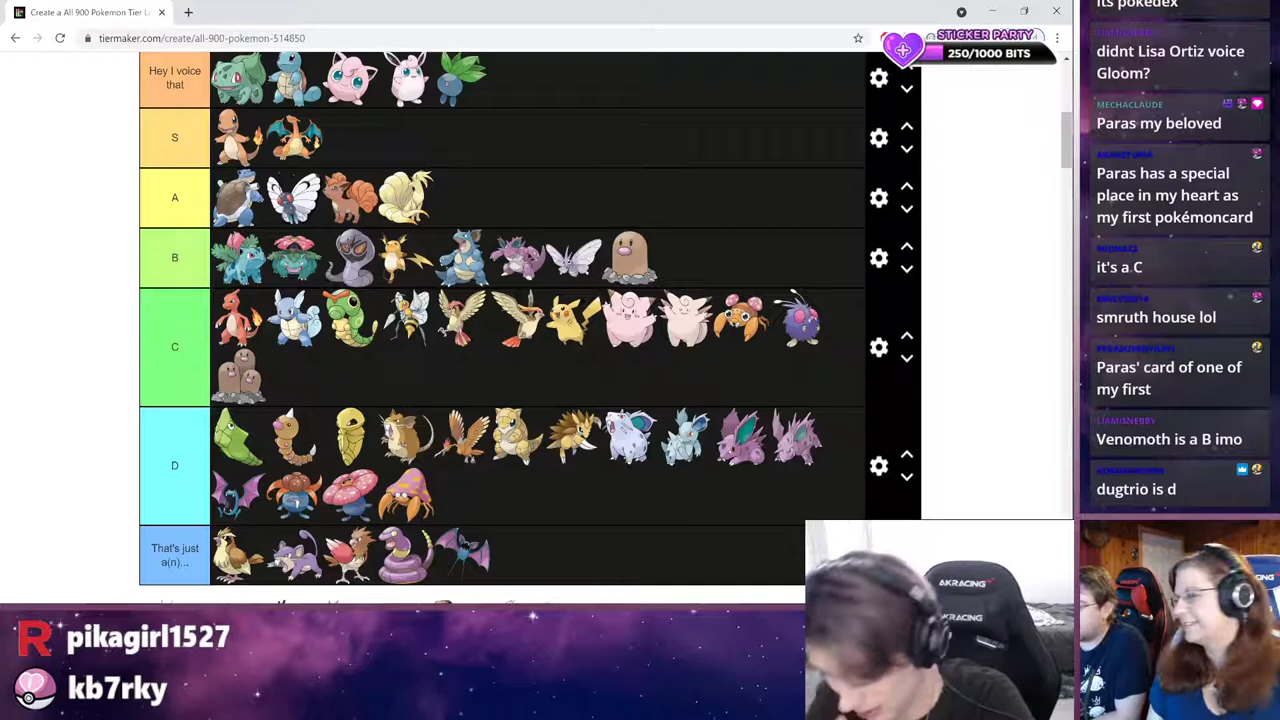 Create a All 900 Pokemon Tier Li
tiermaker.com/create/all-900-pokemon-514850
STICKER PARTY
250/1000 BITS
Hey I voice
that
S
A
B
C
D
That's just
a(n)...
its pokedex
didnt Lisa Ortiz voice
Gloom?
MECHACLAUDE
Paras my beloved
Paras has a special
place in my heart as
my first pokémoncard
it's a C
smruth house lol
Paras' card of one of
my first
LIAMISNEBBY
Venomoth is a B imo
dugtrio is d
AKRACING
AKRACING
R pikagirl1527
kb7rky